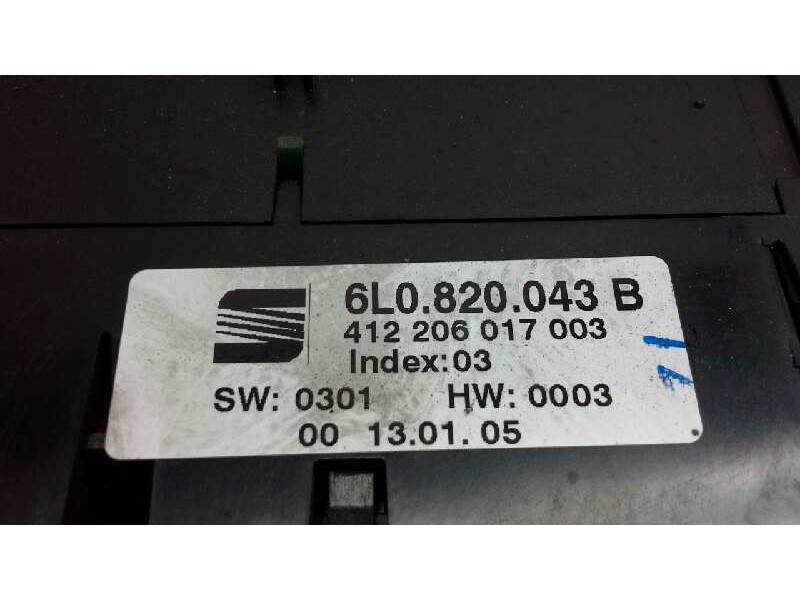 6L0.820.043 B
412 206 017 003
Index:03
SW: 0301 HW: 0003
00 13.01.05